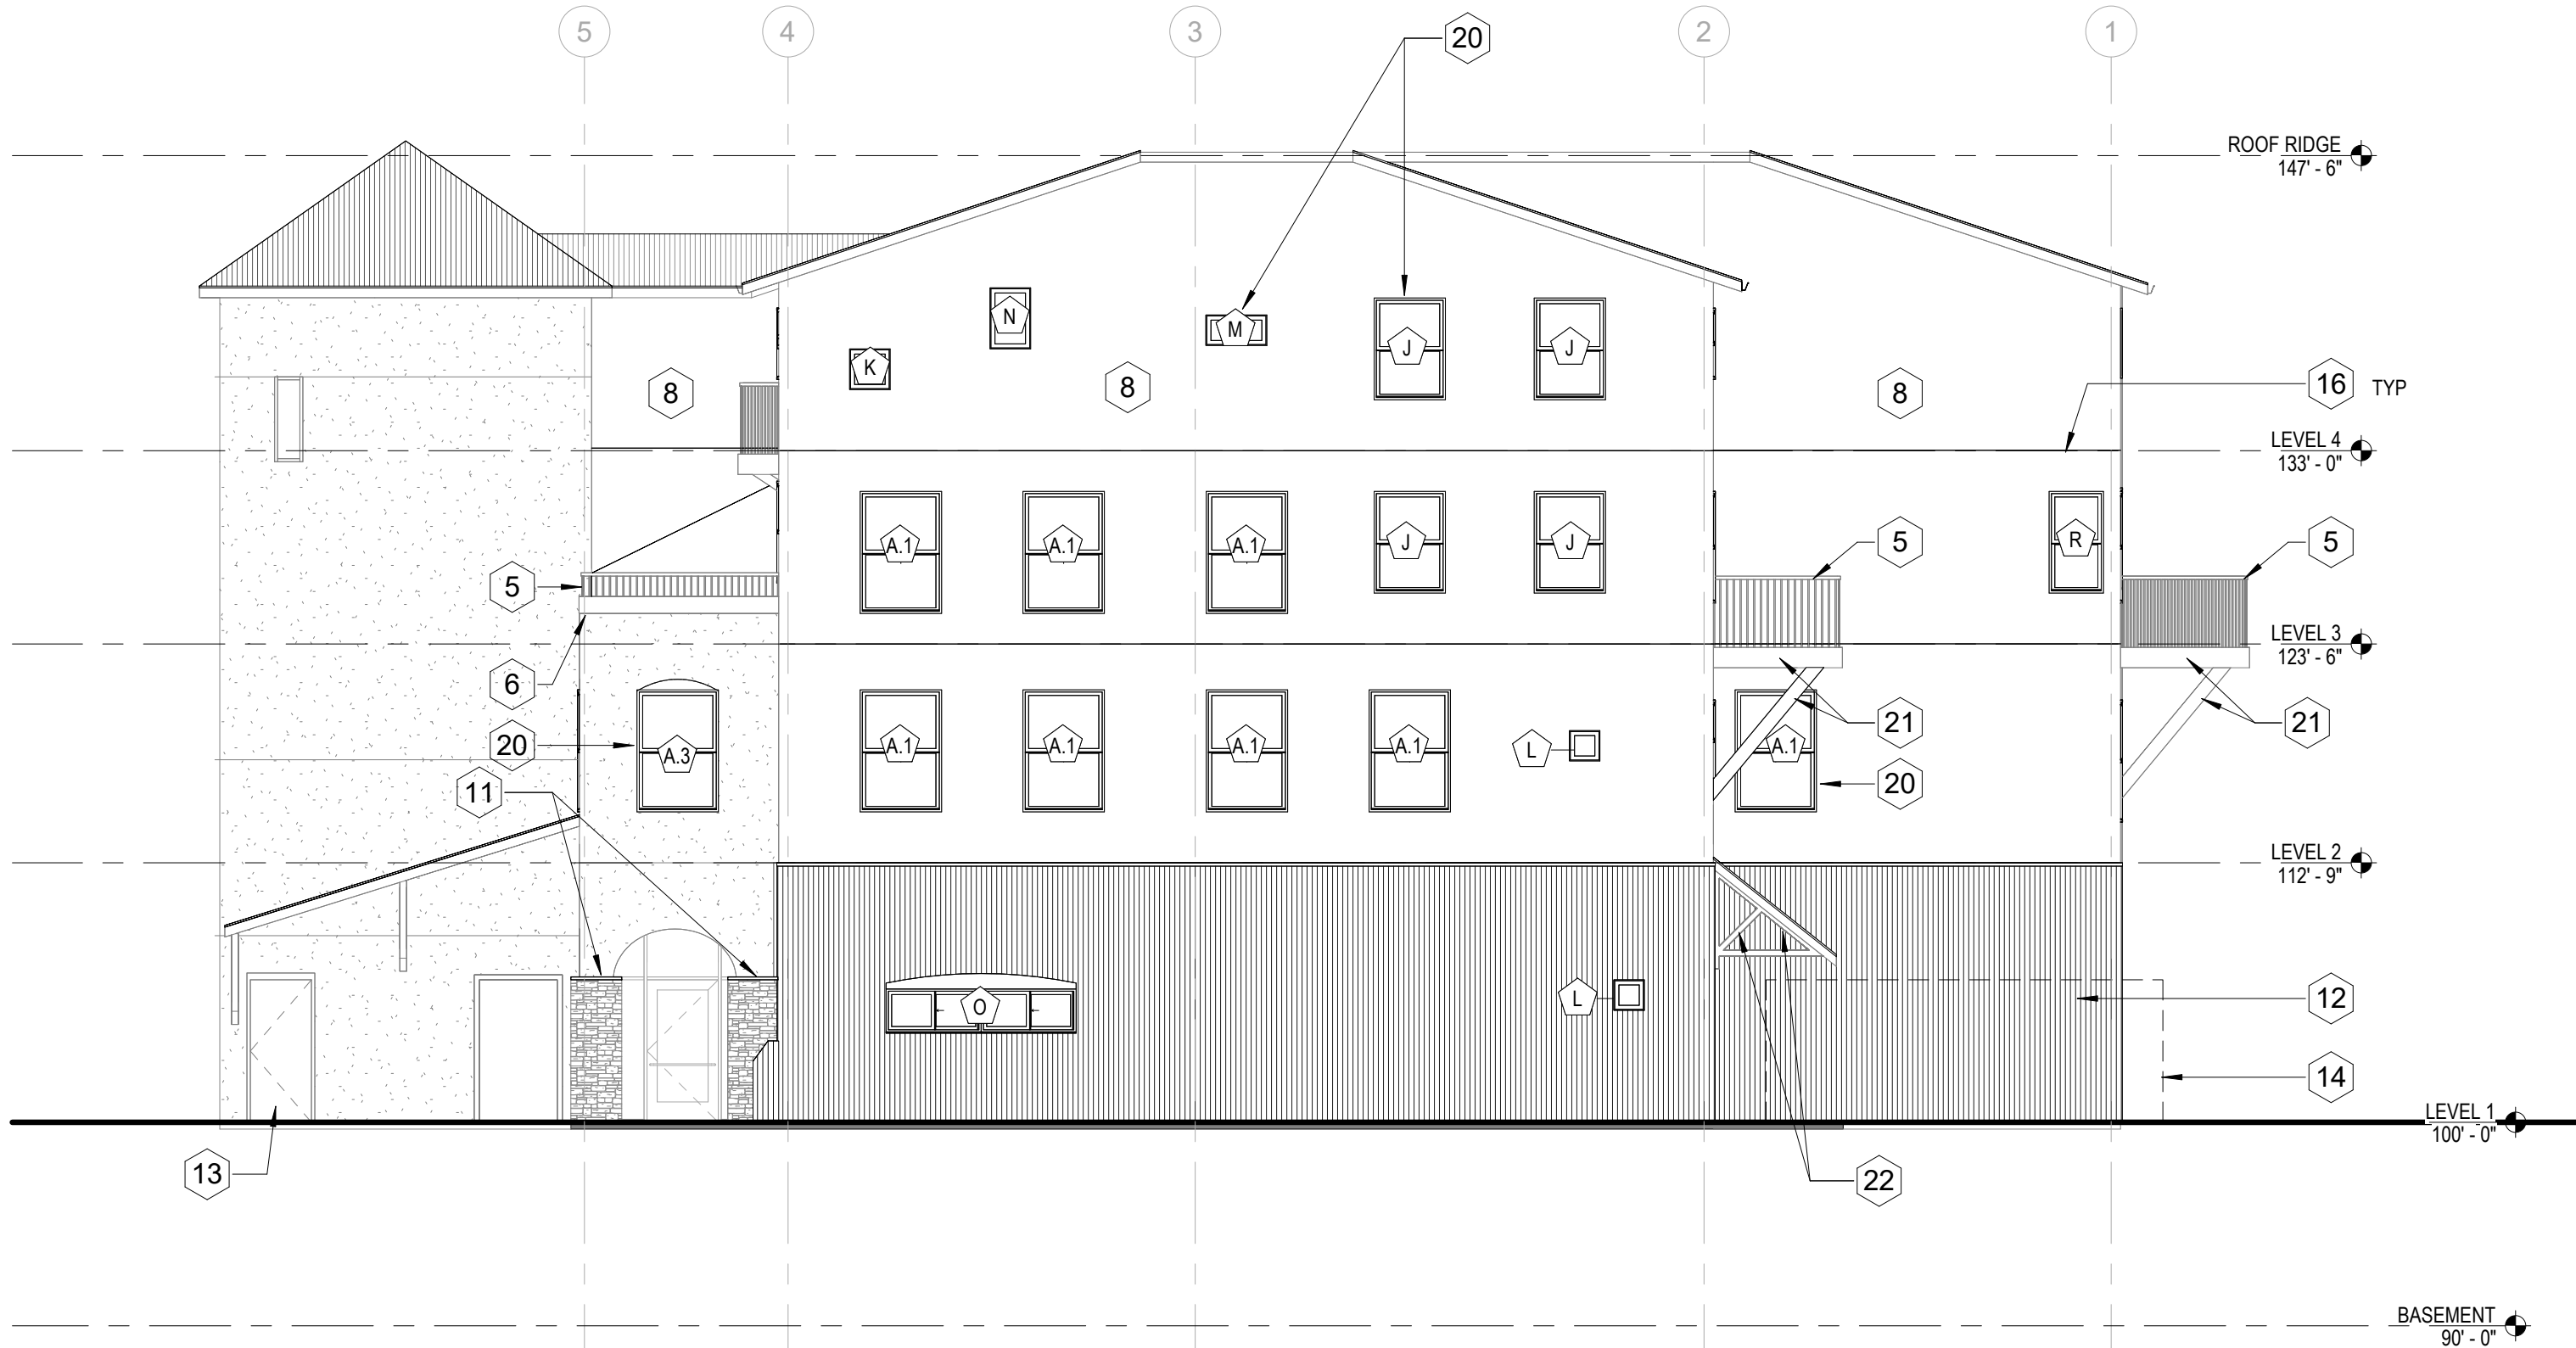 5
4
3
2
1
20
ROOF RIDGE
147' - 6"
N
M
K
J
J
8
8
8
16 TYP
LEVEL 4
133' - 0"
A.1
A.1
A.1
J
J
R
5
5
5
LEVEL 3
123' - 6"
6
20
A.3
A.1
A.1
A.1
A.1
L
A.1
21
21
20
11
LEVEL 2
112' - 9"
O
L
12
14
LEVEL 1
100' - 0"
13
22
BASEMENT
90' - 0"